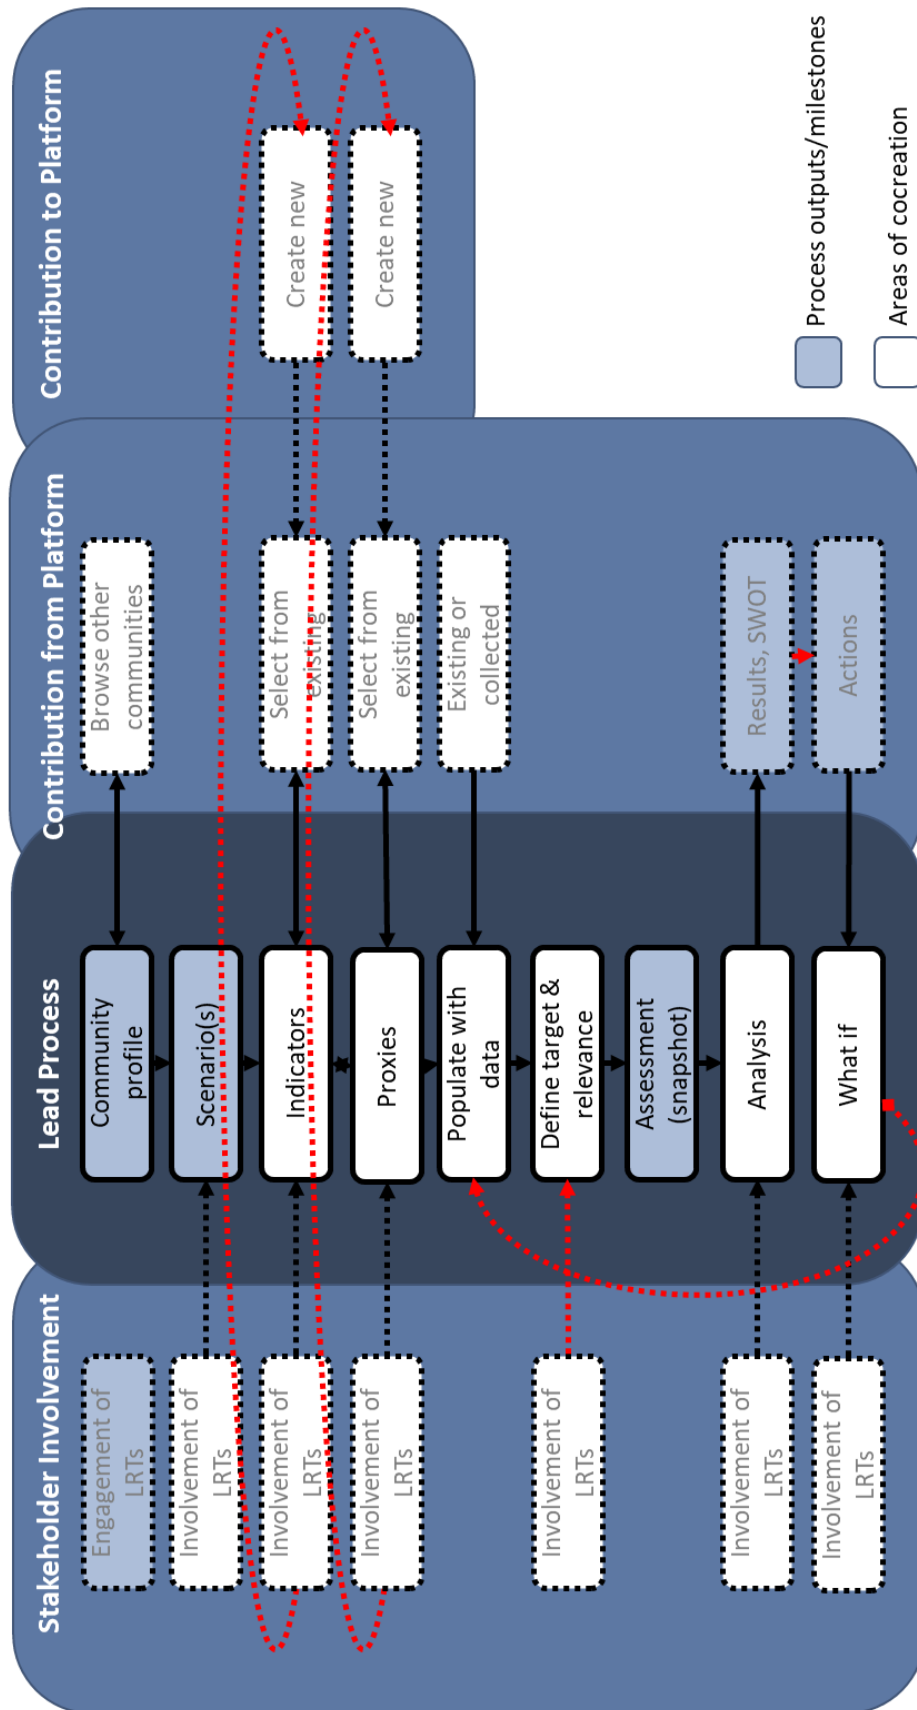 Stakeholder Involvement
Engagement of
LRTs
Involvement of
LRTs
Involvement of
LRTs
Involvement of
LRTs
Involvement of
LRTs
Involvement of
LRTs
Involvement of
LRTs
Lead Process
Community
profile
Scenario(s)
Indicators
Proxies
Populate with
data
Define target &
relevance
Assessment
(snapshot)
Analysis
What if
Contribution from Platform
Browse other
communities
Select from
existing
Select from
existing
Existing or
collected
Results, SWOT
Actions
Contribution to Platform
Create new
Create new
Process outputs/milestones
Areas of cocreation